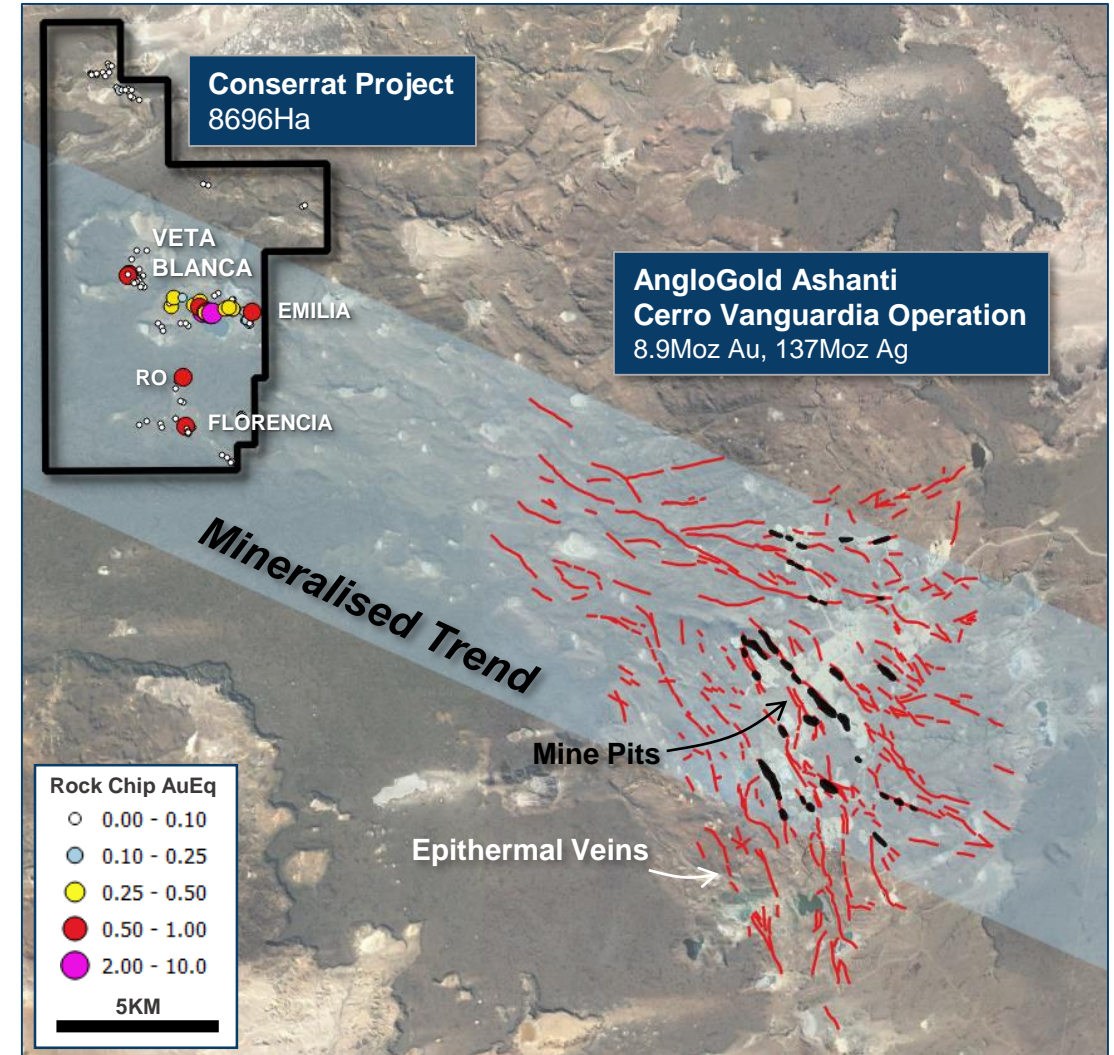 Conserrat Project
8696Ha
VETA
BLANCA
EMILIA
RO
FLORENCIA
AngloGold Ashanti
Cerro Vanguardia Operation
8.9Moz Au, 137Moz Ag
Mineralised Trend
Mine Pits
Epithermal Veins
Rock Chip AuEq
0.00 - 0.10
0.10 - 0.25
0.25 - 0.50
0.50 - 1.00
2.00 - 10.0
5KM